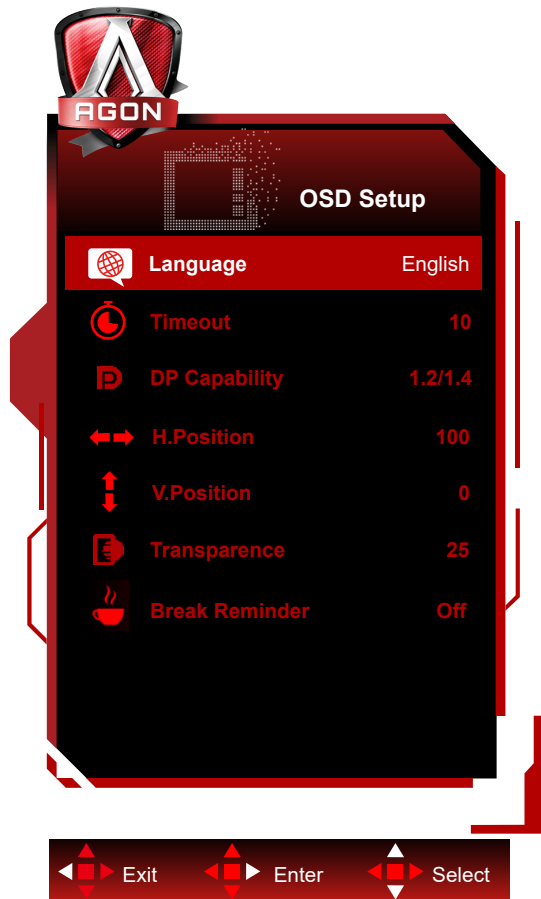 AGON
OSD Setup
Language English
Timeout 10
DP Capability 1.2/1.4
H.Position 100
V.Position 0
Transparence 25
Break Reminder Off
Exit Enter Select